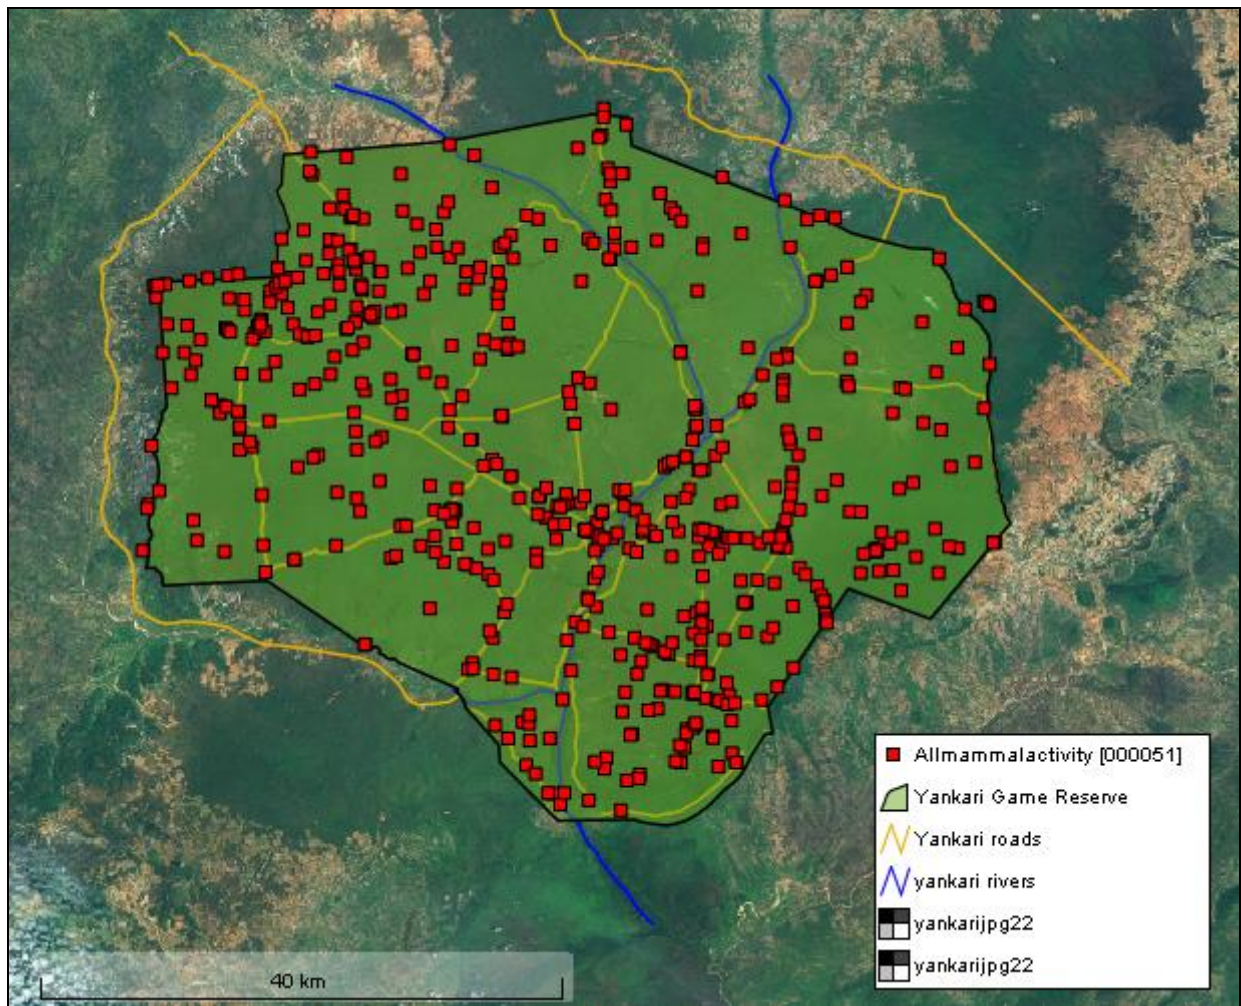 Allmammalactivity [000051]
Yankari Game Reserve
Yankari roads
yankari rivers
yankarijpg22
yankarijpg22
40 km